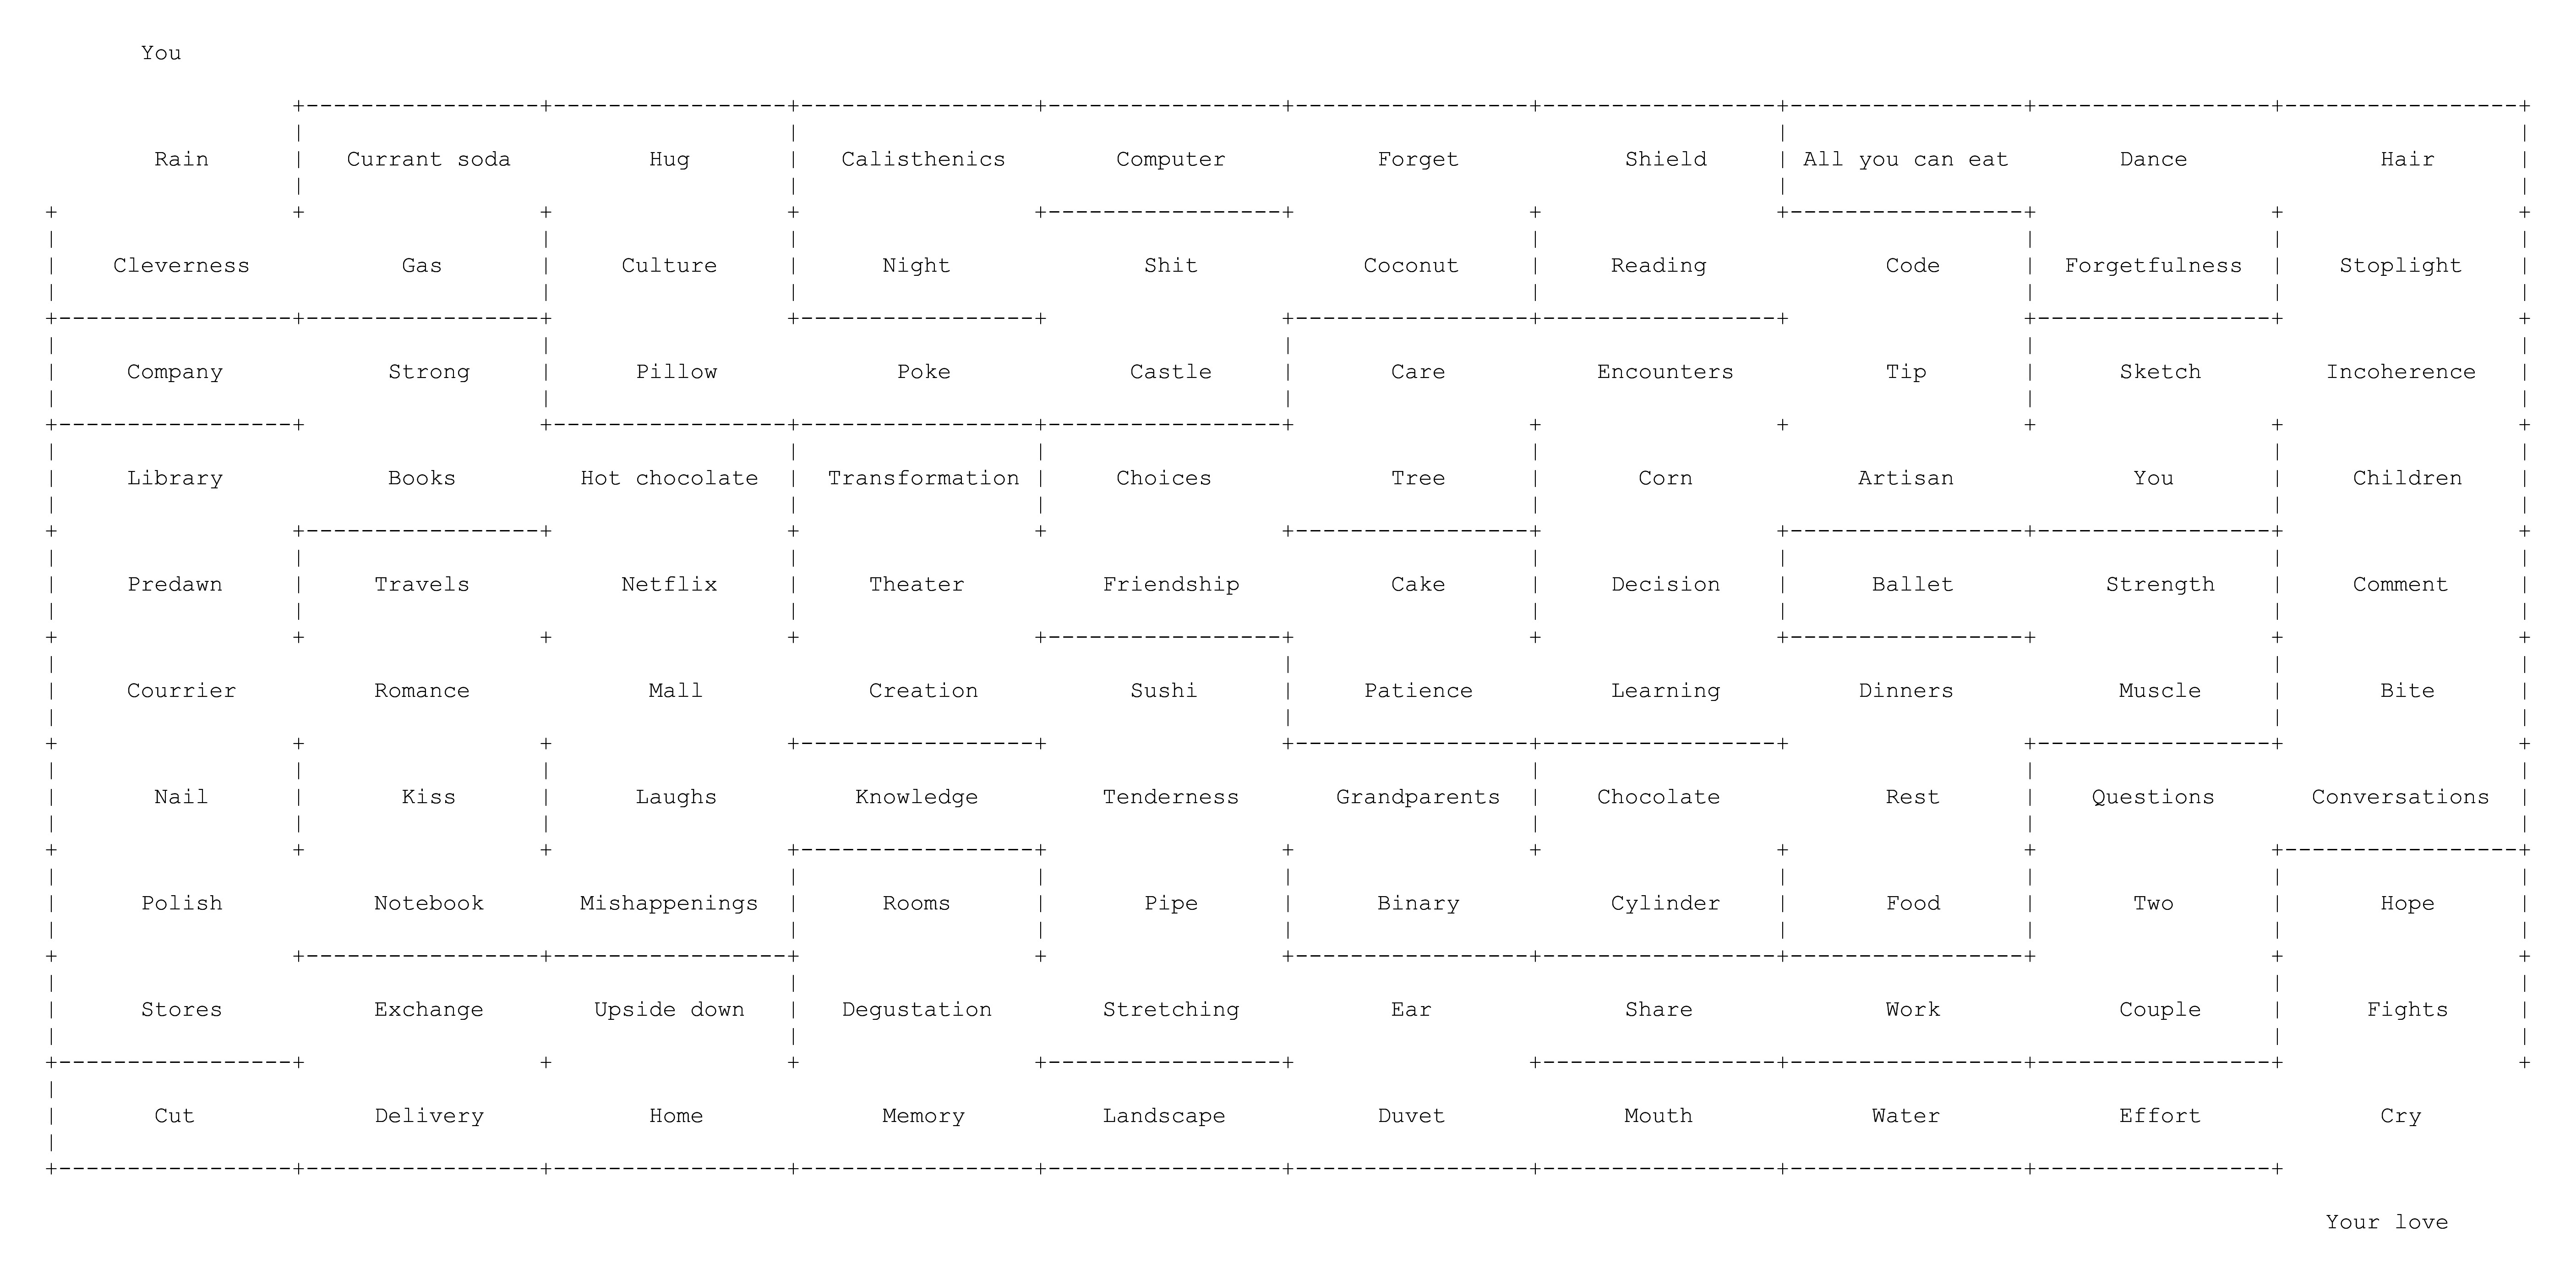 You
Rain Currant soda Hug Calisthenics Computer Forget Shield All you can eat Dance Hair
Cleverness Gas Culture Night Shit Coconut Reading Code Forgetfulness Stoplight
Company Strong Pillow Poke Castle Care Encounters Tip Sketch Incoherence
Library Books Hot chocolate Transformation Choices Tree Corn Artisan You Children
Predawn Travels Netflix Theater Friendship Cake Decision Ballet Strength Comment
Courrier Romance Mall Creation Sushi Patience Learning Dinners Muscle Bite
Nail Kiss Laughs Knowledge Tenderness Grandparents Chocolate Rest Questions Conversations
Polish Notebook Mishappenings Rooms Pipe Binary Cylinder Food Two Hope
Stores Exchange Upside down Degustation Stretching Ear Share Work Couple Fights
Cut Delivery Home Memory Landscape Duvet Mouth Water Effort Cry
Your love